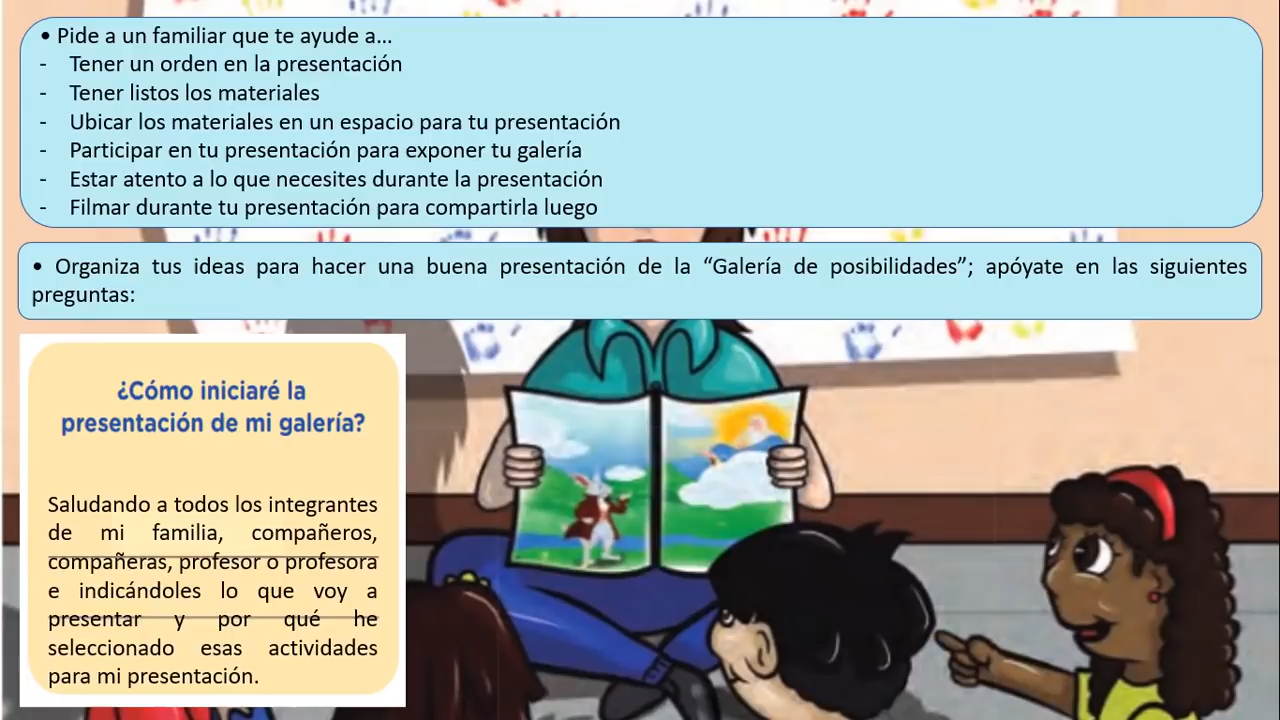 • Pide a un familiar que te ayude a...
- Tener un orden en la presentación
- Tener listos los materiales
- Ubicar los materiales en un espacio para tu presentación
- Participar en tu presentación para exponer tu galería
- Estar atento a lo que necesites durante la presentación
- Filmar durante tu presentación para compartirla luego
• Organiza tus ideas para hacer una buena presentación de la “Galería de posibilidades”; apóyate en las siguientes
preguntas:
¿Cómo iniciaré la
presentación de mi galería?
Saludando a todos los integrantes
de mi familia, compañeros,
compañeras, profesor o profesora
e indicándoles lo que voy a
presentar y por qué he
seleccionado esas actividades
para mi presentación.